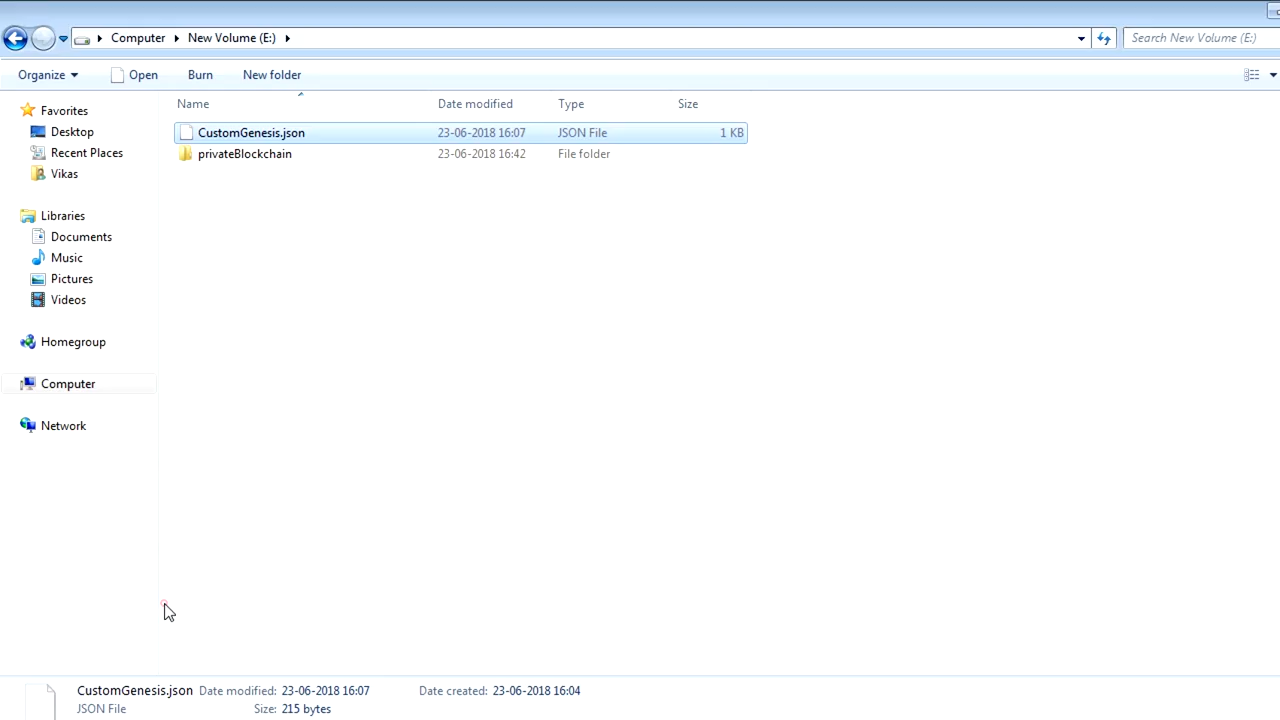 Computer New Volume (E:) Search New Volume (E:)
Organize Open Burn New folder
Name Date modified Type Size
CustomGenesis.json 23-06-2018 16:07 JSON File 1 KB
privateBlockchain 23-06-2018 16:42 File folder
Favorites
Desktop
Recent Places
Vikas
Libraries
Documents
Music
Pictures
Videos
Homegroup
Computer
Network
CustomGenesis.json Date modified: 23-06-2018 16:07 Date created: 23-06-2018 16:04
JSON File Size: 215 bytes